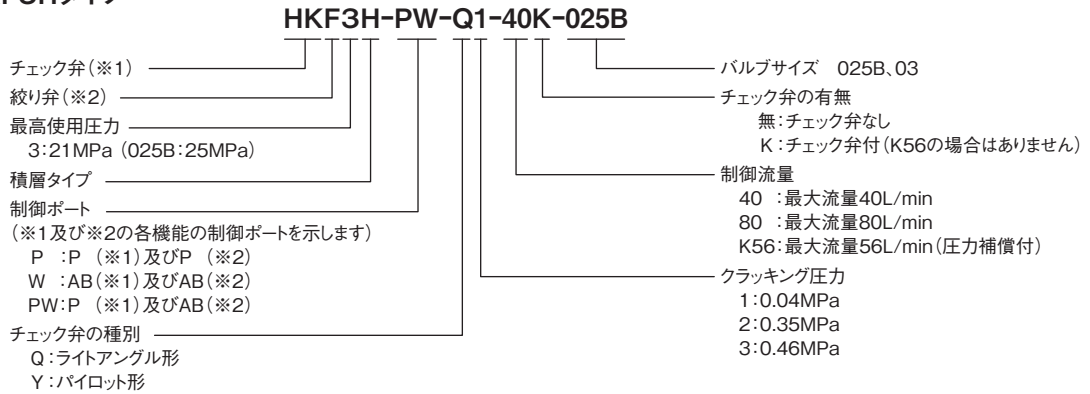 HKF3H-PW-Q1-40K-025B
チェック弁(※1)
絞り弁(※2)
最高使用圧力
3:21MPa (025B:25MPa)
積層タイプ
制御ポート
(※1及び※2の各機能の制御ポートを示します)
P :P (※1)及びP (※2)
W :AB(※1)及びAB(※2)
PW:P (※1)及びAB(※2)
チェック弁の種別
Q:ライトアングル形
Y:パイロット形
バルブサイズ 025B、03
チェック弁の有無
無:チェック弁なし
K:チェック弁付(K56の場合はありません)
制御流量
40 :最大流量40L/min
80 :最大流量80L/min
K56:最大流量56L/min(圧力補償付)
クラッキング圧力
1:0.04MPa
2:0.35MPa
3:0.46MPa